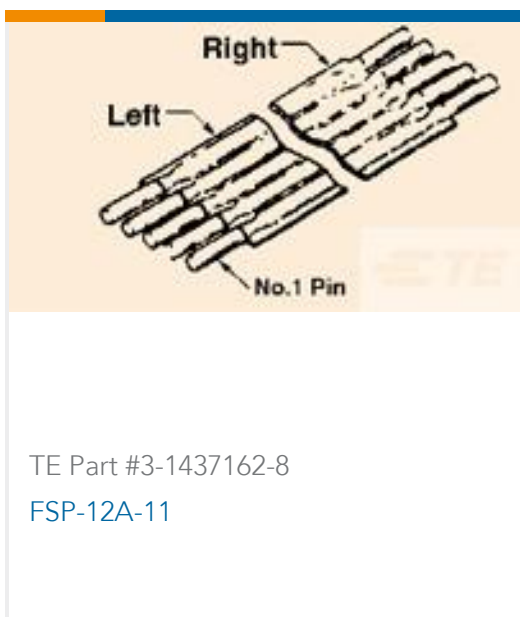 Right
Left
No.1 Pin
TE
TE Part #3-1437162-8
FSP-12A-11